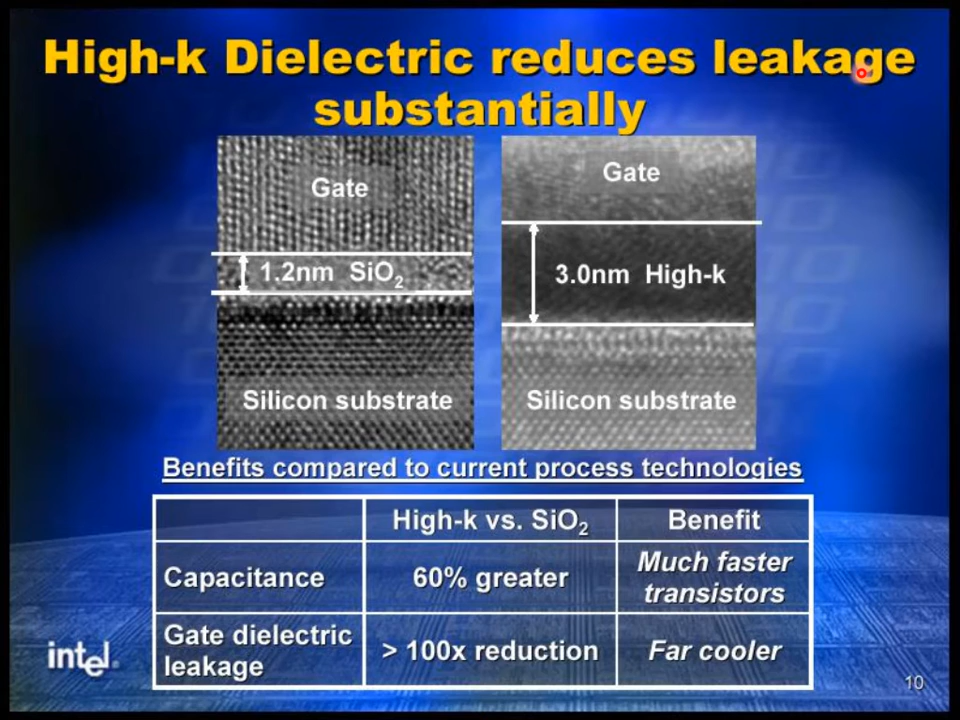 High-k Dielectric reduces leakage
substantially
Gate
1.2nm SiO₂
Silicon substrate
Gate
3.0nm High-k
Silicon substrate
Benefits compared to current process technologies
High-k vs. SiO₂
Benefit
Capacitance
60% greater
Much faster
transistors
Gate dielectric
leakage
> 100x reduction
Far cooler
intel.
10